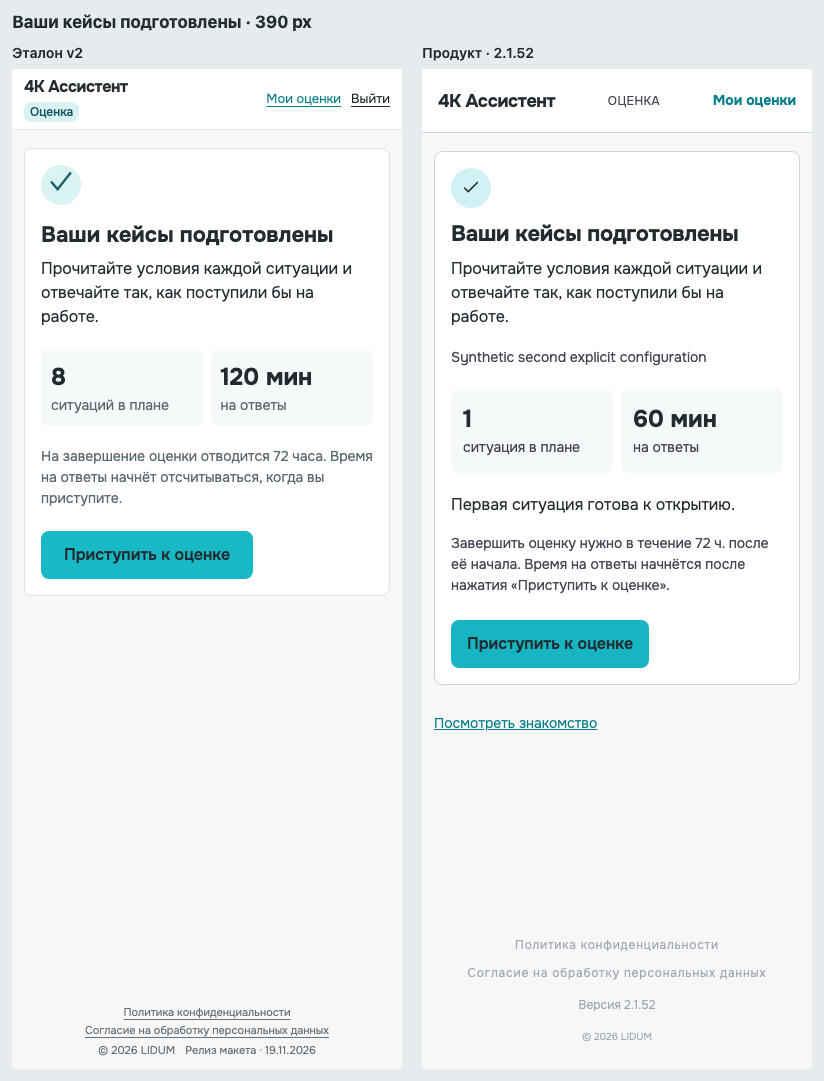 Ваши кейсы подготовлены · 390 px
Эталон v2
4К Ассистент
Оценка
Мои оценки Выйти
Ваши кейсы подготовлены
Прочитайте условия каждой ситуации и
отвечайте так, как поступили бы на
работе.
8
ситуаций в плане
120 мин
на ответы
На завершение оценки отводится 72 часа. Время
на ответы начнёт отсчитываться, когда вы
приступите.
Приступить к оценке
Политика конфиденциальности
Согласие на обработку персональных данных
© 2026 LIDUM Релиз макета · 19.11.2026
Продукт · 2.1.52
4К Ассистент
ОЦЕНКА
Мои оценки
Ваши кейсы подготовлены
Прочитайте условия каждой ситуации и
отвечайте так, как поступили бы на
работе.
Synthetic second explicit configuration
1
ситуация в плане
60 мин
на ответы
Первая ситуация готова к открытию.
Завершить оценку нужно в течение 72 ч. после
её начала. Время на ответы начнётся после
нажатия «Приступить к оценке».
Приступить к оценке
Посмотреть знакомство
Политика конфиденциальности
Согласие на обработку персональных данных
Версия 2.1.52
© 2026 LIDUM